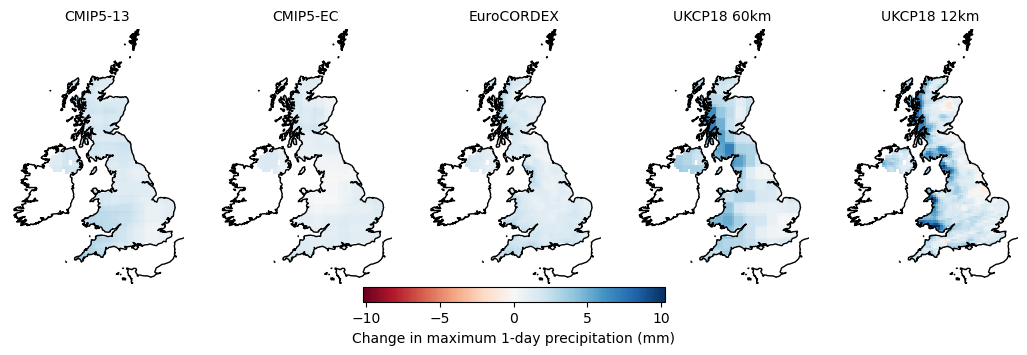 CMIP5-13 CMIP5-EC EuroCORDEX UKCP18 60km UKCP18 12km
−10 −5 0 5 10
Change in maximum 1-day precipitation (mm)